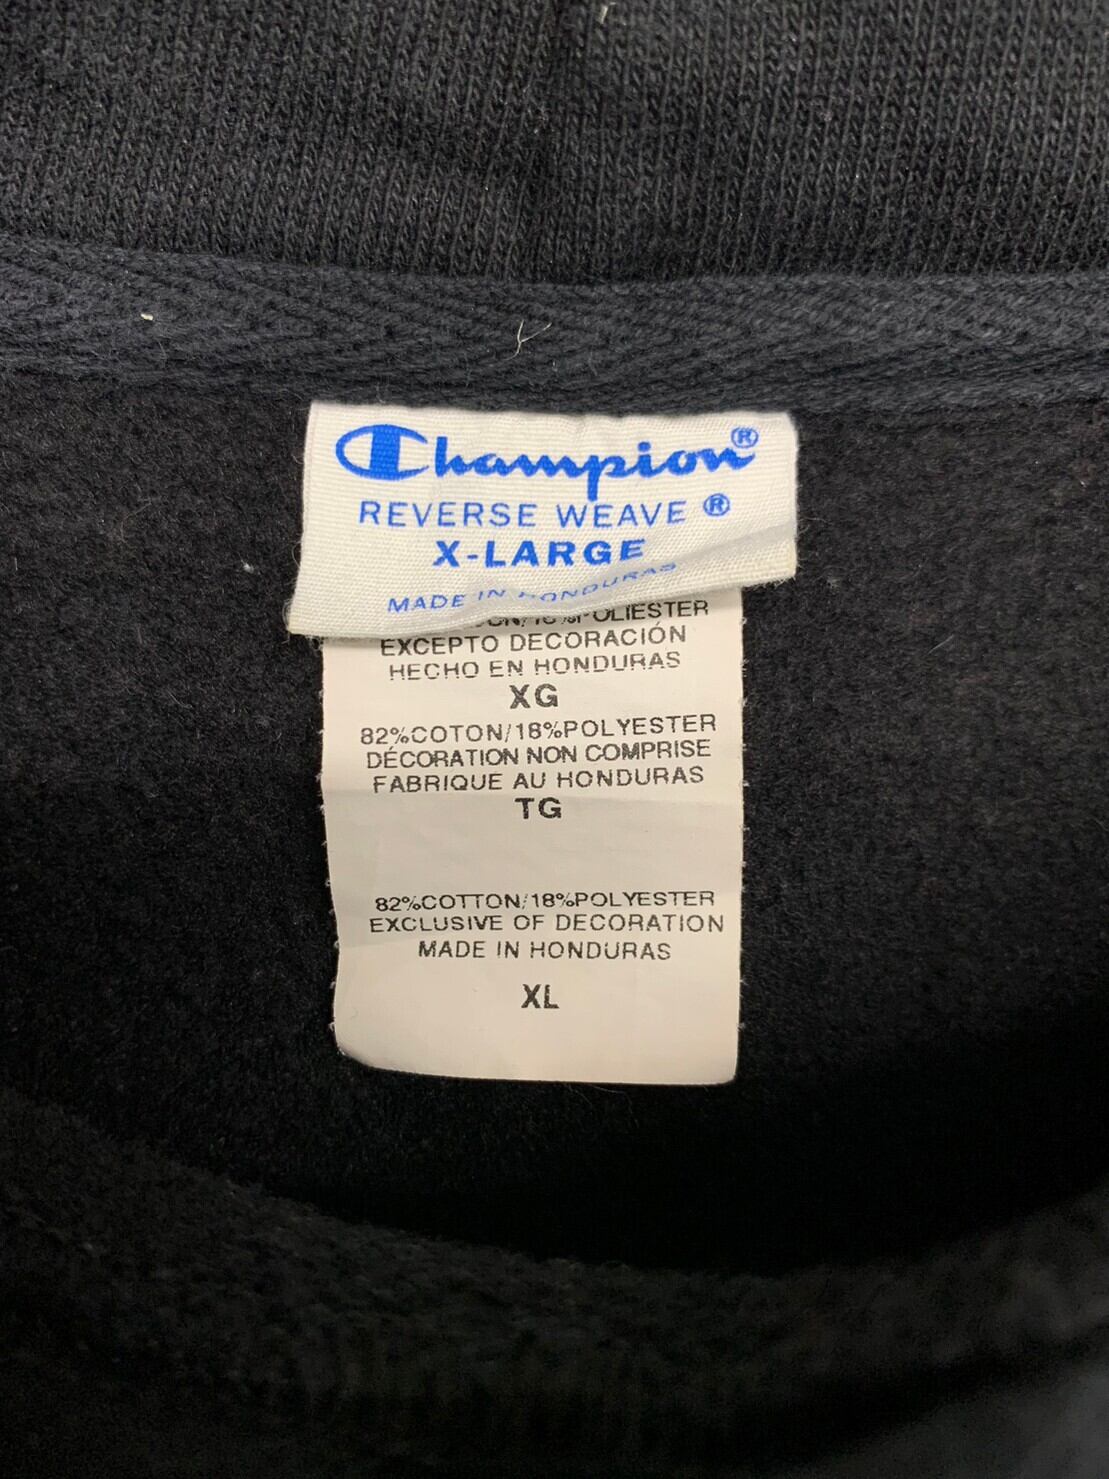 Champion®
REVERSE WEAVE ®
X-LARGE
MADE IN HONDURAS
POLIESTER
EXCEPTO DECORACIÓN
HECHO EN HONDURAS
XG
82%COTON/18%POLYESTER
DÉCORATION NON COMPRISE
FABRIQUE AU HONDURAS
TG
82%COTTON/18%POLYESTER
EXCLUSIVE OF DECORATION
MADE IN HONDURAS
XL